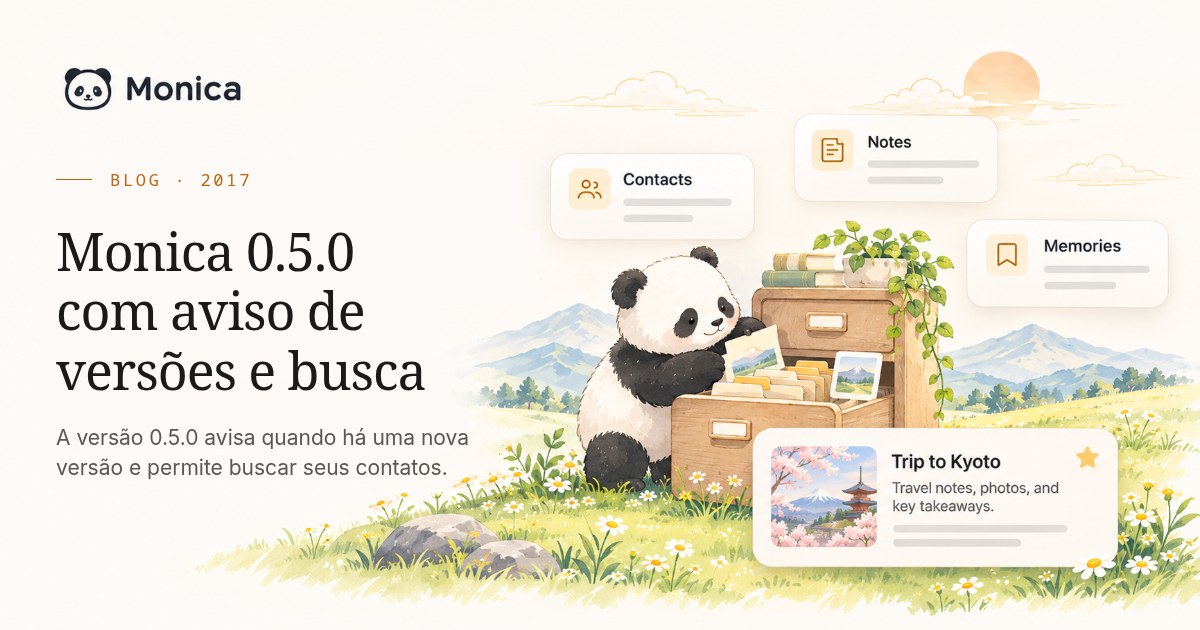 Monica
BLOG · 2017
Monica 0.5.0
com aviso de
versões e busca
A versão 0.5.0 avisa quando há uma nova
versão e permite buscar seus contatos.
Contacts
Notes
Memories
Trip to Kyoto
Travel notes, photos, and
key takeaways.